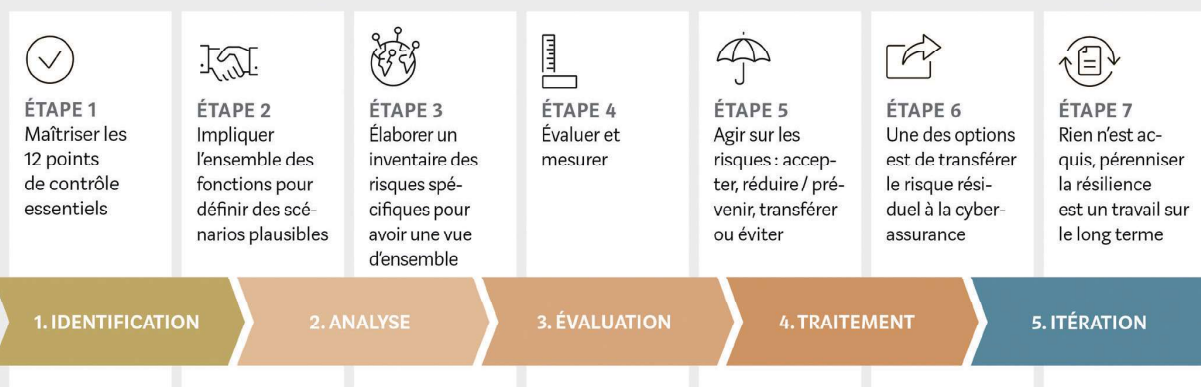 ÉTAPE 1
Maîtriser les
12 points
de contrôle
essentiels
ÉTAPE 2
Impliquer
l'ensemble des
fonctions pour
définir des scé-
narios plausibles
ÉTAPE 3
Élaborer un
inventaire des
risques spé-
cifiques pour
avoir une vue
d'ensemble
ÉTAPE 4
Évaluer et
mesurer
ÉTAPE 5
Agir sur les
risques : accep-
ter, réduire / pré-
venir, transférer
ou éviter
ÉTAPE 6
Une des options
est de transférer
le risque rési-
duel à la cyber-
assurance
ÉTAPE 7
Rien n'est ac-
quis, pérenniser
la résilience
est un travail sur
le long terme
1. IDENTIFICATION
2. ANALYSE
3. ÉVALUATION
4. TRAITEMENT
5. ITÉRATION